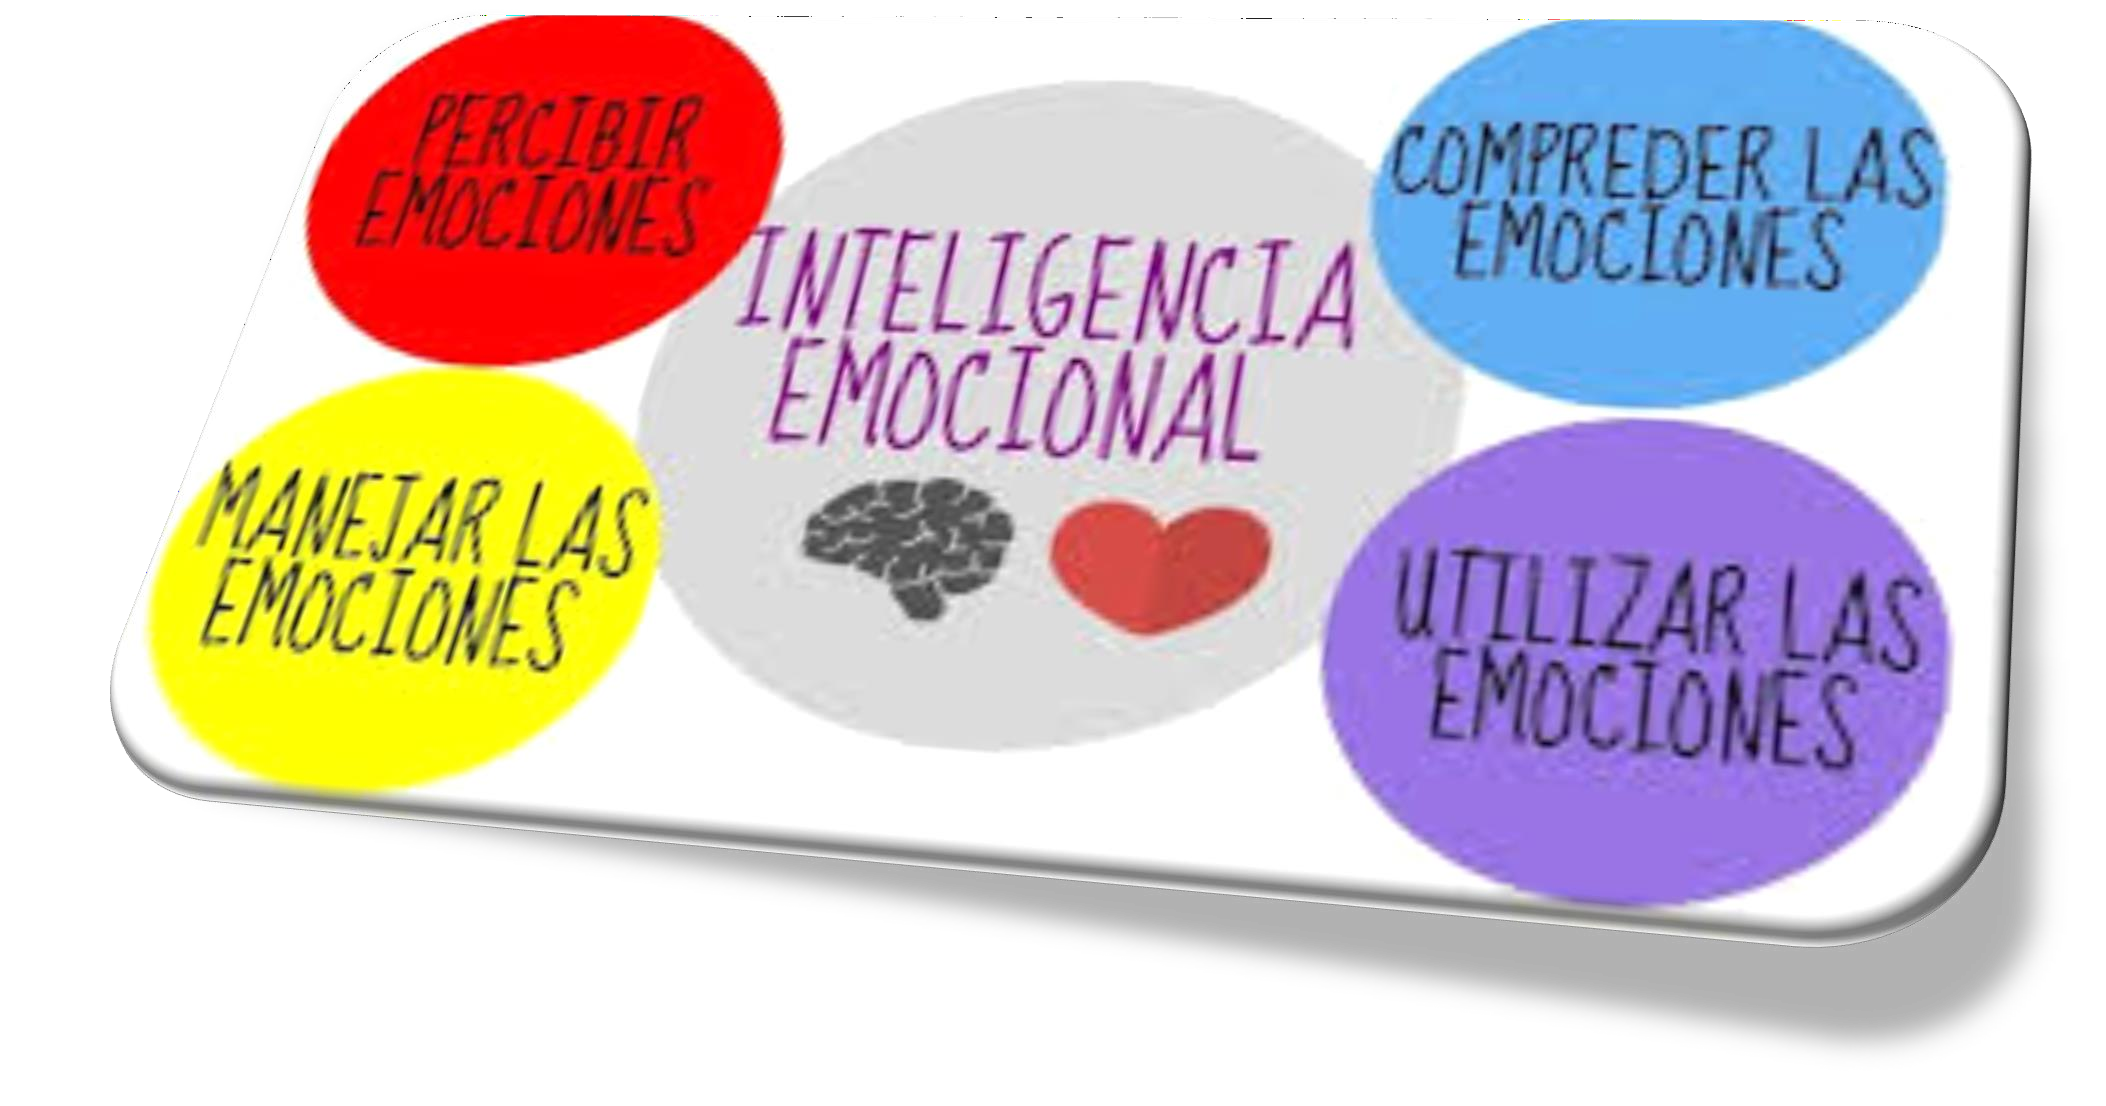 PERCIBIR
EMOCIONES
COMPREDER LAS
EMOCIONES
INTELIGENCIA
EMOCIONAL
MANEJAR LAS
EMOCIONES
UTILIZAR LAS
EMOCIONES